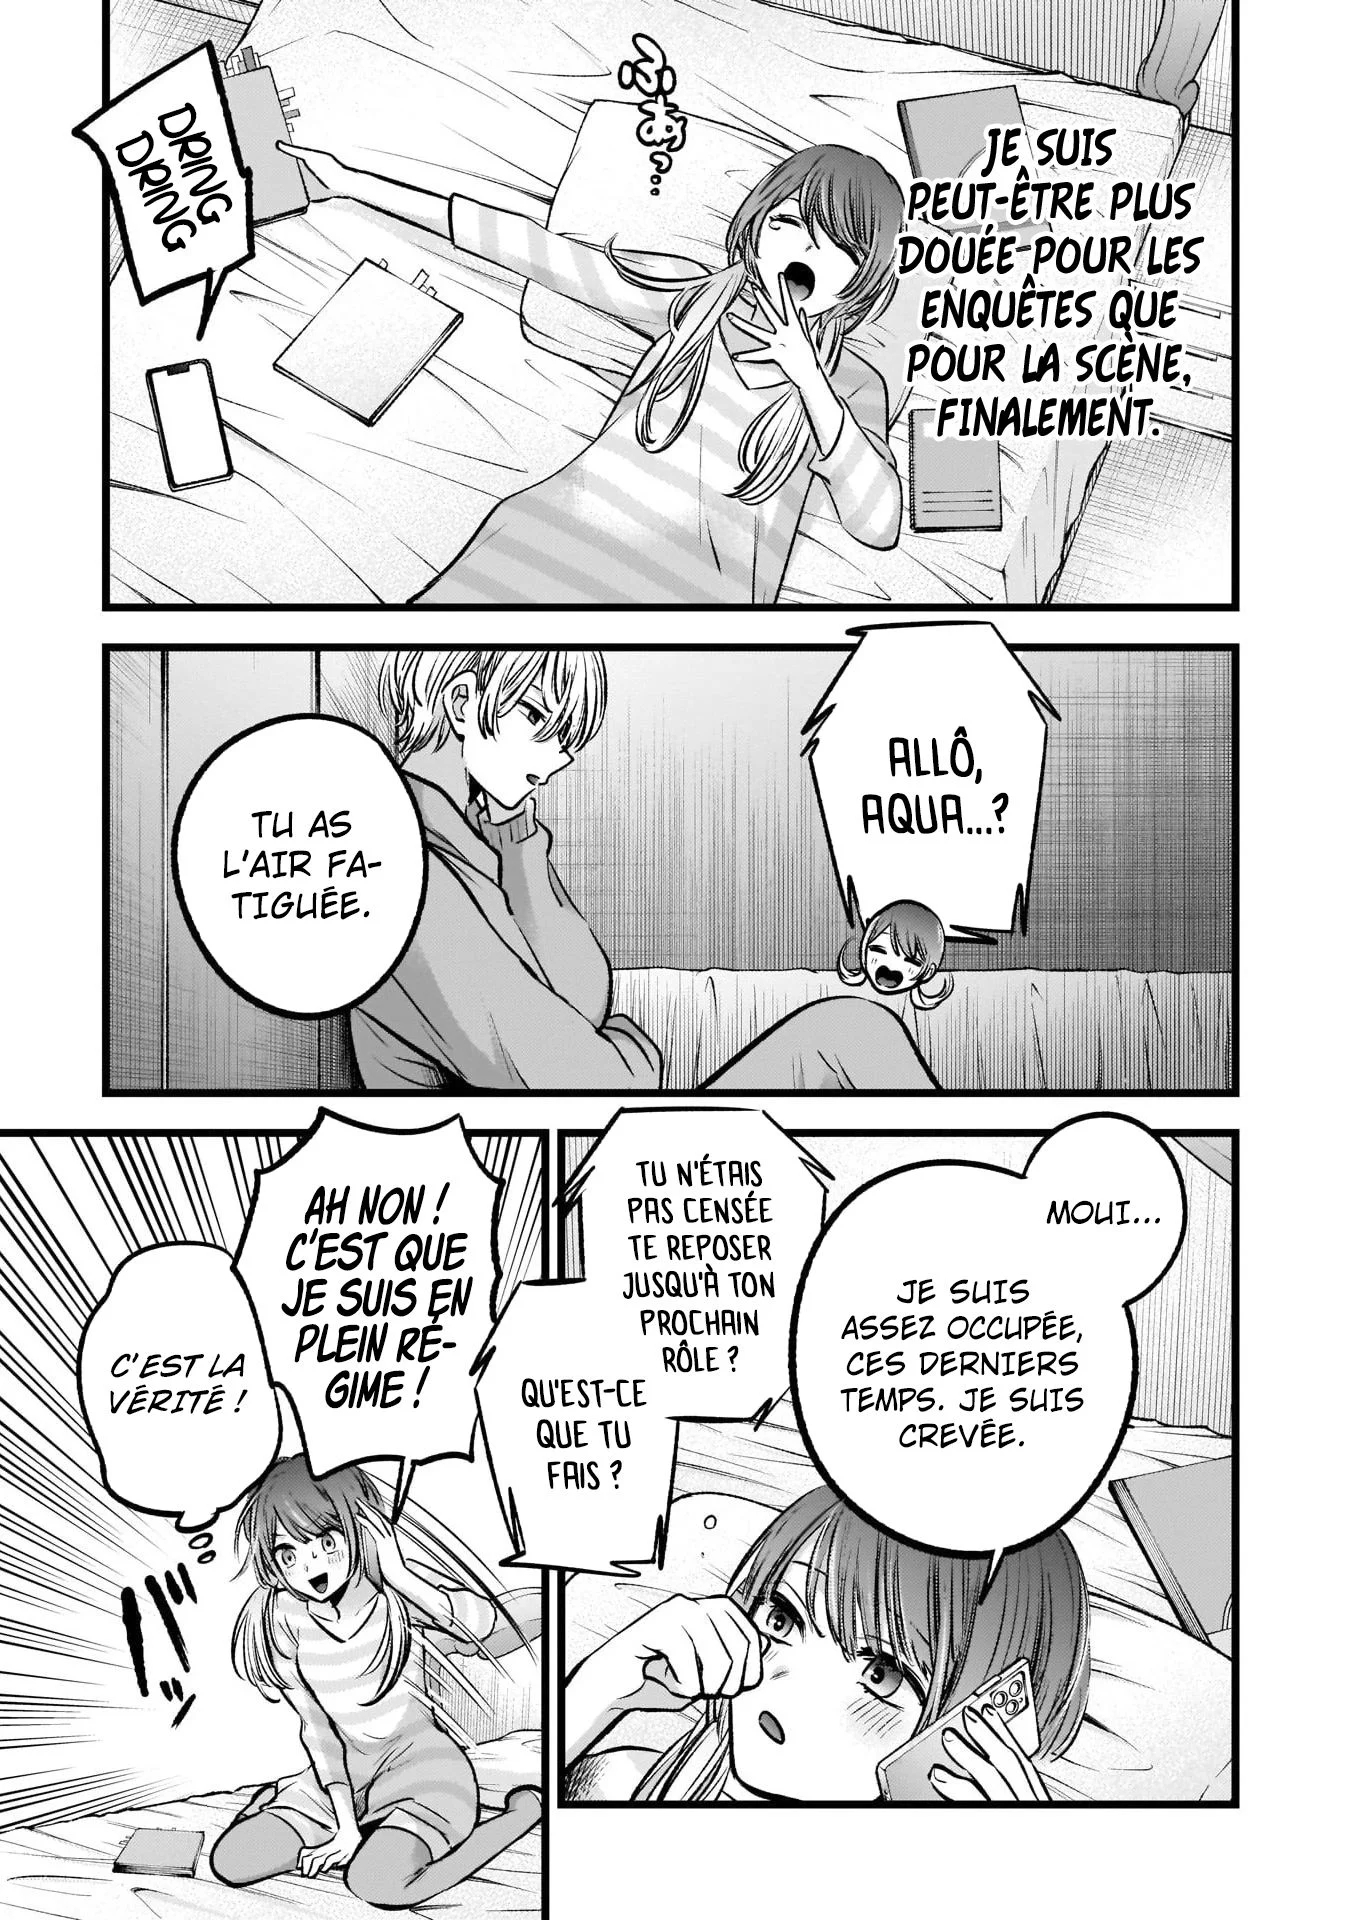 JE SUIS
PEUT-ÊTRE PLUS
DOUÉE POUR LES
ENQUÊTES QUE
POUR LA SCÈNE,
FINALEMENT.
ふぁ?..
DRING
DRING
ALLÔ,
AQUA...?
TU AS
L'AIR FA-
TIGUÉE.
MOUI...
JE SUIS
ASSEZ OCCUPÉE,
CES DERNIERS
TEMPS. JE SUIS
CREVÉE.
TU N'ÉTAIS
PAS CENSÉE
TE REPOSER
JUSQU'À TON
PROCHAIN
RÔLE ?
QU'EST-CE
QUE TU
FAIS ?
AH NON !
C'EST QUE
JE SUIS EN
PLEIN RÉ-
GIME !
C'EST LA
VÉRITÉ !